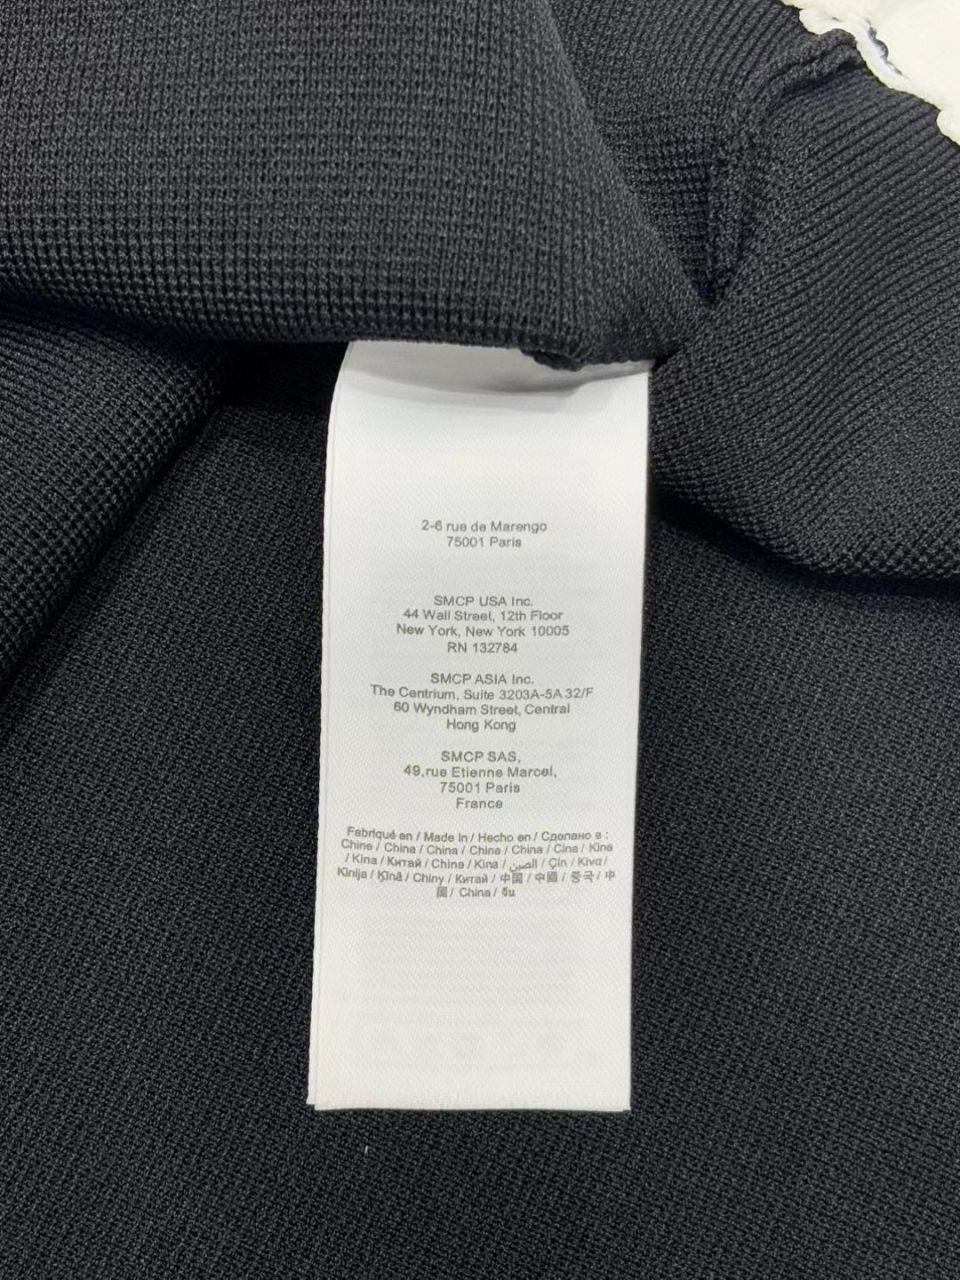 2-6 rue de Marengo
75001 Paris
SMCP USA Inc.
44 Wall Street, 12th Floor
New York, New York 10005
RN 132784
SMCP ASIA Inc.
The Centrium, Suite 3203A-5A 32/F
60 Wyndham Street, Central
Hong Kong
SMCP SAS,
49,rue Etienne Marcel,
75001 Paris
France
Fabriqué en / Made In / Hecho en / Сделано в :
Chine / China / China / China / China / Cina / Kina
/ Kina / Китай / China / Kina / الصين / Çin / Kīna /
Kinija / Ķīnā / Chiny / Китай / 中国 / 中國 / 중국 / 中
国 / China / จีน